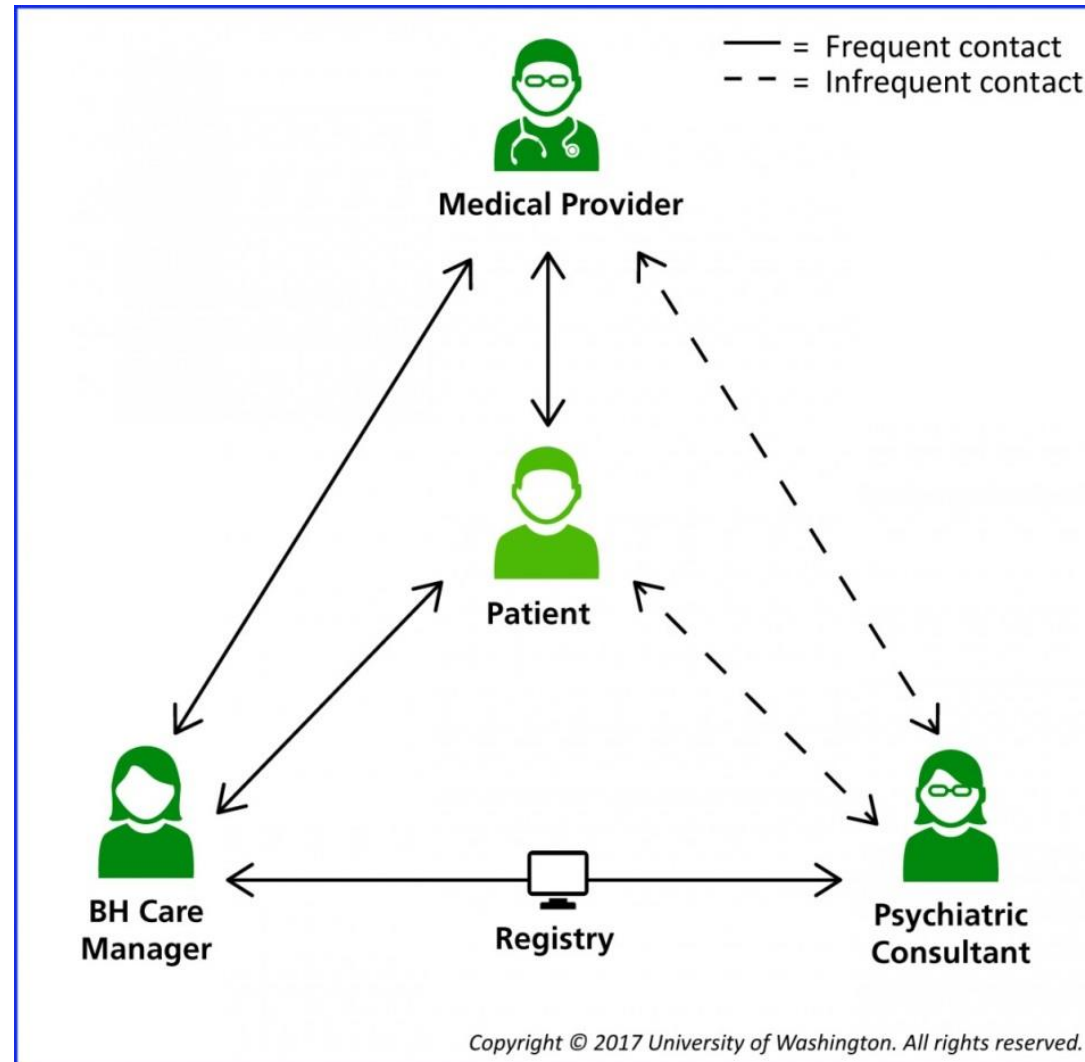 = Frequent contact
= Infrequent contact
Medical Provider
Patient
BH Care
Manager
Registry
Psychiatric
Consultant
Copyright © 2017 University of Washington. All rights reserved.